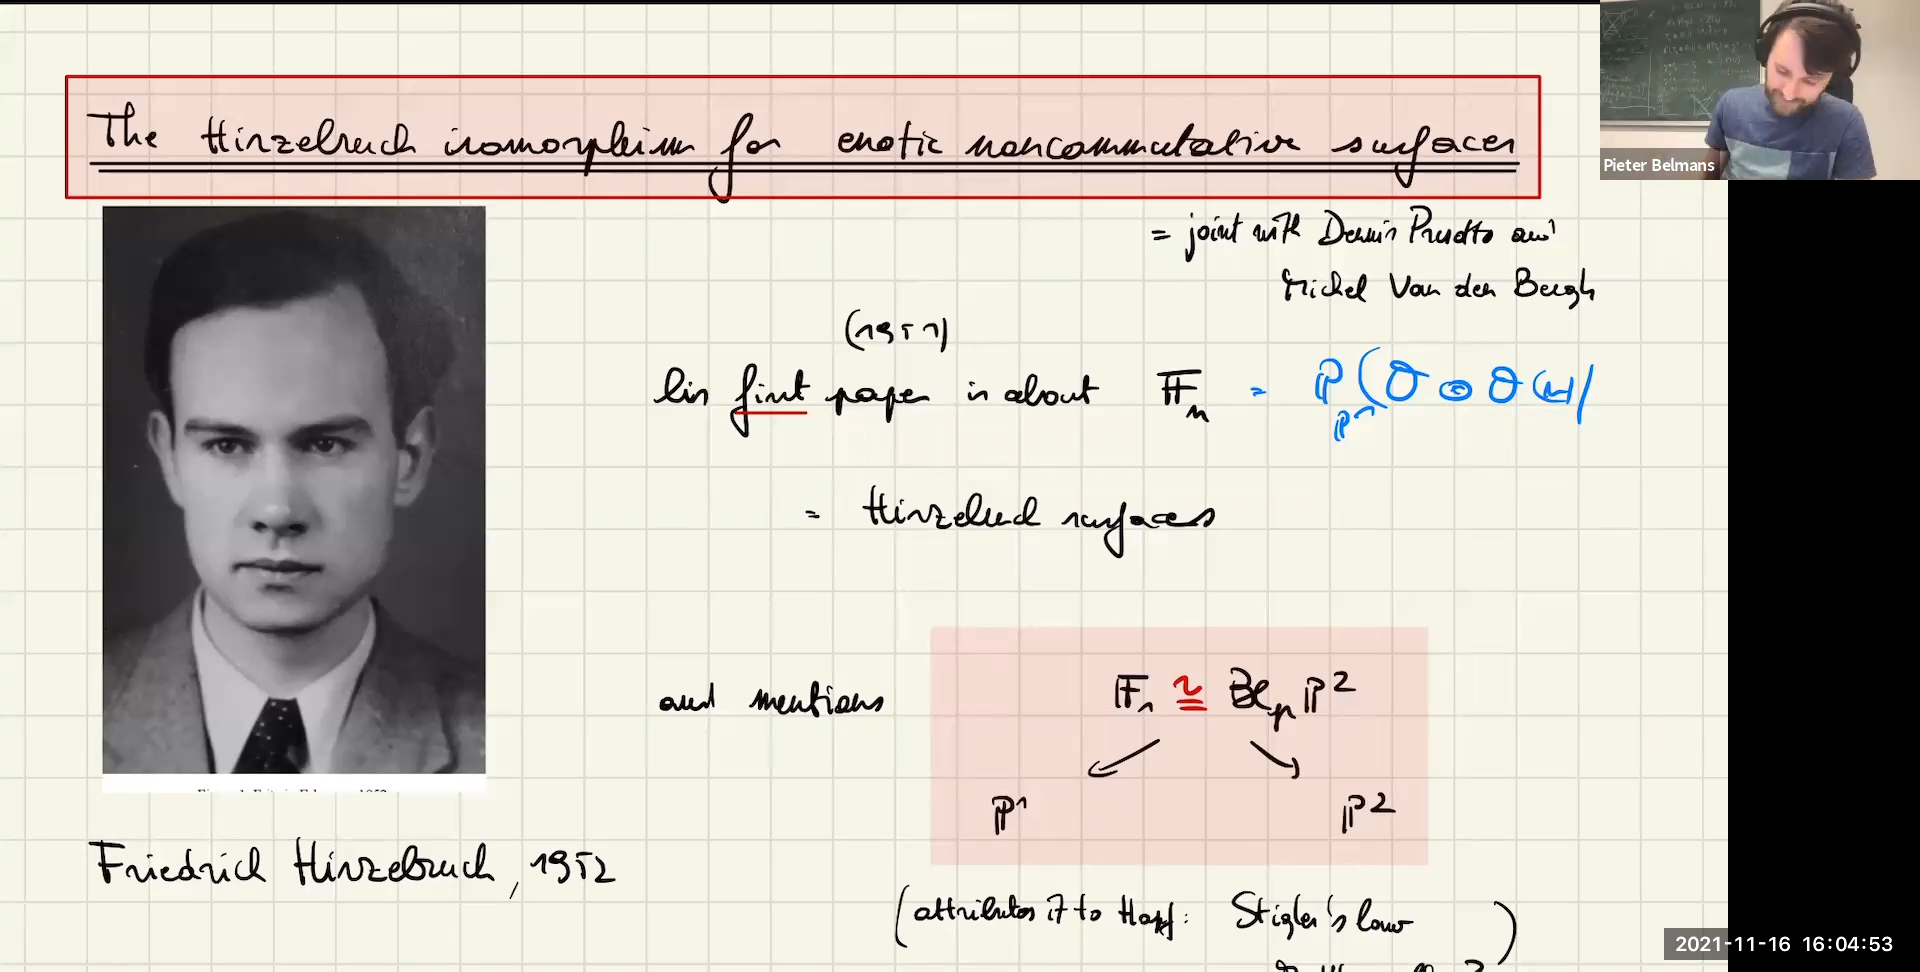 The Hirzebruch isomorphism for exotic noncommutative surfaces
Pieter Belmans
= joint with Dennis Presotto and
Michel Van den Bergh
(1951)
his first paper is about 𝔽ₙ = ℙ_ℙ¹(𝒪 ⊕ 𝒪(n))
= Hirzebruch surfaces
and mentions 𝔽₁ ≅ Blₚ ℙ²
ℙ¹ ℙ²
Friedrich Hirzebruch, 1952
(attributes it to Hopf: Stigler's law )
2021-11-16 16:04:53